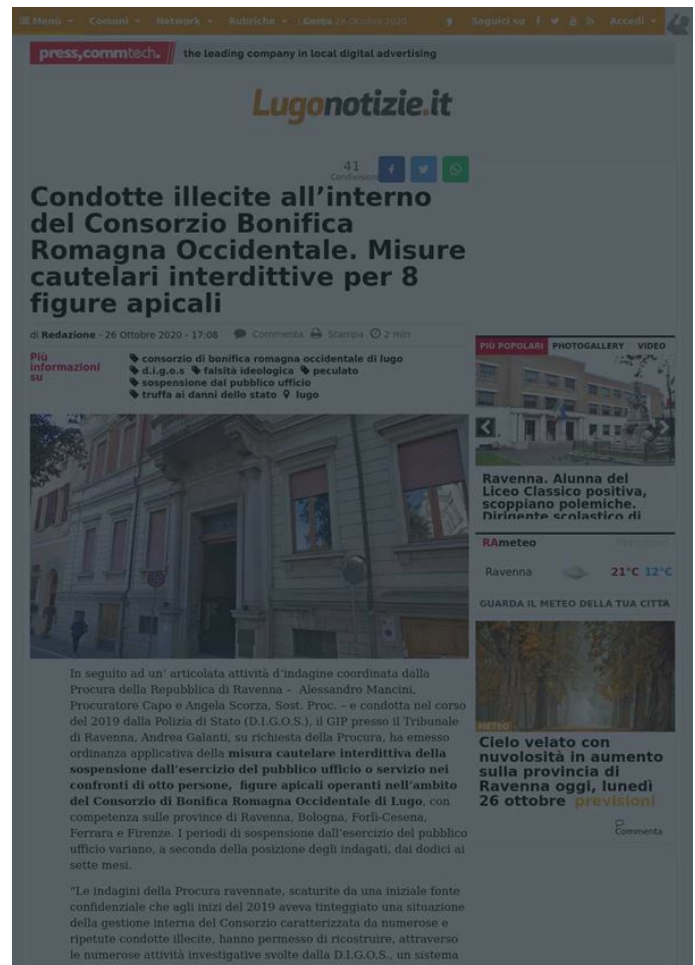 Menù Comuni Network Rubriche
Seguici su Accedi
press,commtech. the leading company in local digital advertising
Lugonotizie.it
41
Condivisioni
Condotte illecite all’interno
del Consorzio Bonifica
Romagna Occidentale. Misure
cautelari interdittive per 8
figure apicali
di Redazione - 26 Ottobre 2020 - 17:08 Commenta Stampa 2 min
Più
informazioni
su
consorzio di bonifica romagna occidentale di lugo
d.i.g.o.s falsità ideologica peculato
sospensione dal pubblico ufficio
truffa ai danni dello stato lugo
In seguito ad un’ articolata attività d’indagine coordinata dalla
Procura della Repubblica di Ravenna – Alessandro Mancini,
Procuratore Capo e Angela Scorza, Sost. Proc. – e condotta nel corso
del 2019 dalla Polizia di Stato (D.I.G.O.S.), il GIP presso il Tribunale
di Ravenna, Andrea Galanti, su richiesta della Procura, ha emesso
ordinanza applicativa della misura cautelare interdittiva della
sospensione dall’esercizio del pubblico ufficio o servizio nei
confronti di otto persone, figure apicali operanti nell’ambito
del Consorzio di Bonifica Romagna Occidentale di Lugo, con
competenza sulle province di Ravenna, Bologna, Forlì-Cesena,
Ferrara e Firenze. I periodi di sospensione dall’esercizio del pubblico
ufficio variano, a seconda della posizione degli indagati, dai dodici ai
sette mesi.
“Le indagini della Procura ravennate, scaturite da una iniziale fonte
confidenziale che agli inizi del 2019 aveva tinteggiato una situazione
della gestione interna del Consorzio caratterizzata da numerose e
ripetute condotte illecite, hanno permesso di ricostruire, attraverso
le numerose attività investigative svolte dalla D.I.G.O.S., un sistema
PIÙ POPOLARI PHOTOGALLERY VIDEO
Ravenna. Alunna del
Liceo Classico positiva,
scoppiano polemiche.
Dirigente scolastico di
RAmeteo Previsioni
Ravenna 21°C 12°C
GUARDA IL METEO DELLA TUA CITTÀ
METEO
Cielo velato con
nuvolosità in aumento
sulla provincia di
Ravenna oggi, lunedì
26 ottobre previsioni
Commenta